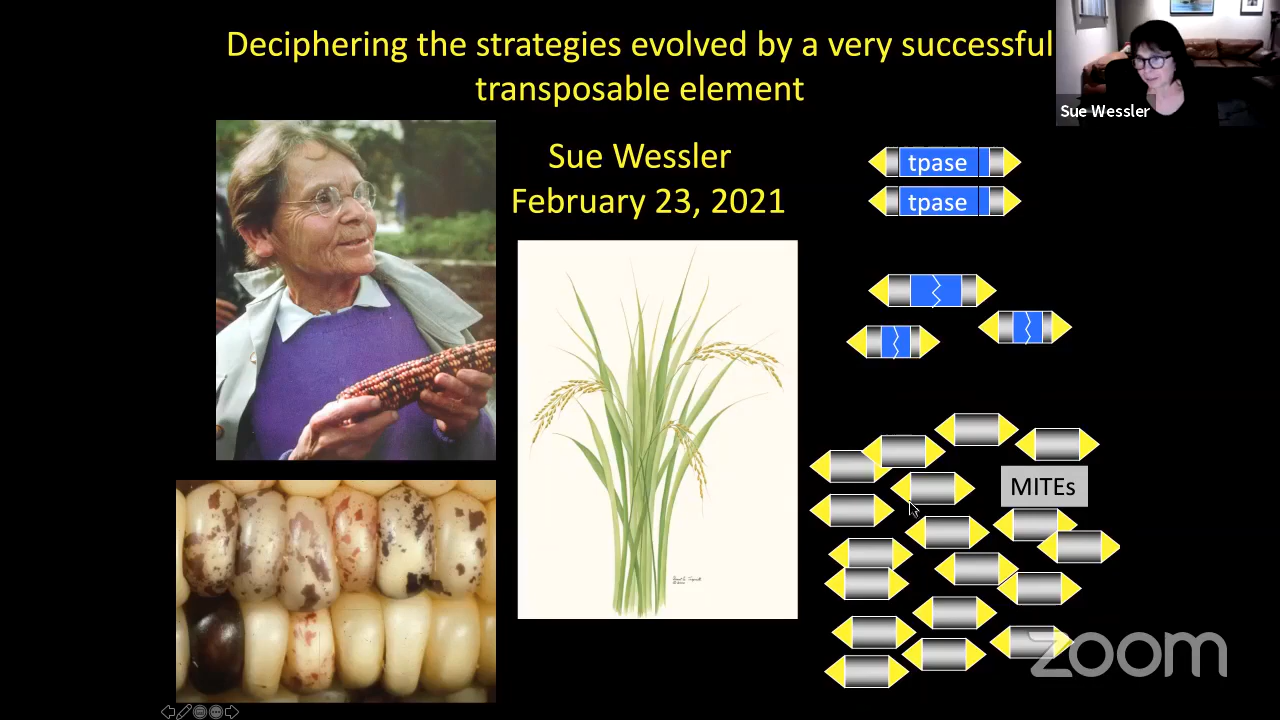 Deciphering the strategies evolved by a very successful
transposable element
Sue Wessler
Sue Wessler
February 23, 2021
tpase
tpase
MITEs
zoom